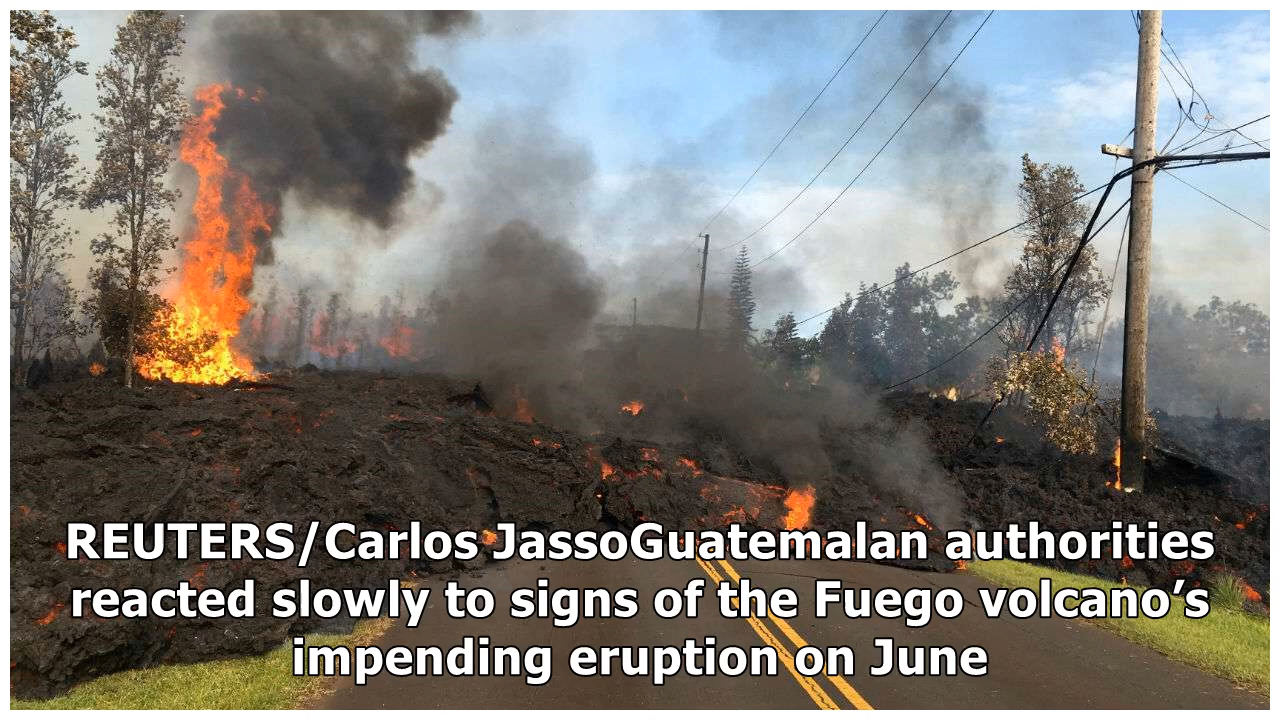 REUTERS/Carlos JassoGuatemalan authorities
reacted slowly to signs of the Fuego volcano’s
impending eruption on June